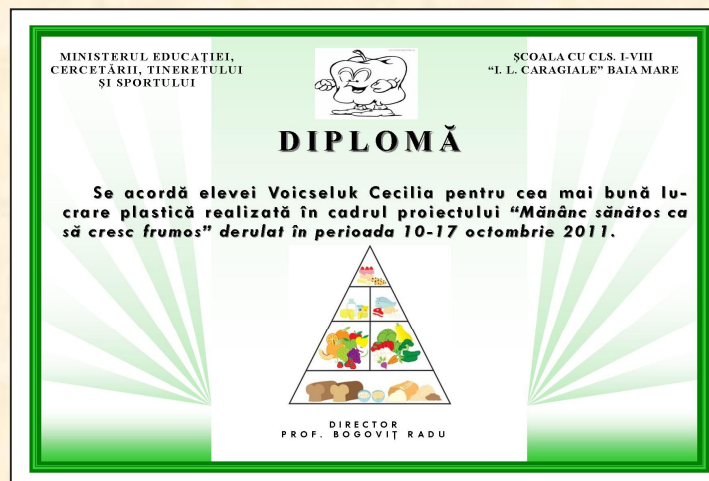 MINISTERUL EDUCAŢIEI,
CERCETĂRII, TINERETULUI
ŞI SPORTULUI
ŞCOALA CU CLS. I-VIII
“I. L. CARAGIALE” BAIA MARE
DIPLOMĂ
Se acordă elevei Voicseluk Cecilia pentru cea mai bună lu-
crare plastică realizată în cadrul proiectului “Mănânc sănătos ca
să cresc frumos” derulat în perioada 10-17 octombrie 2011.
DIRECTOR
PROF. BOGOVIŢ RADU